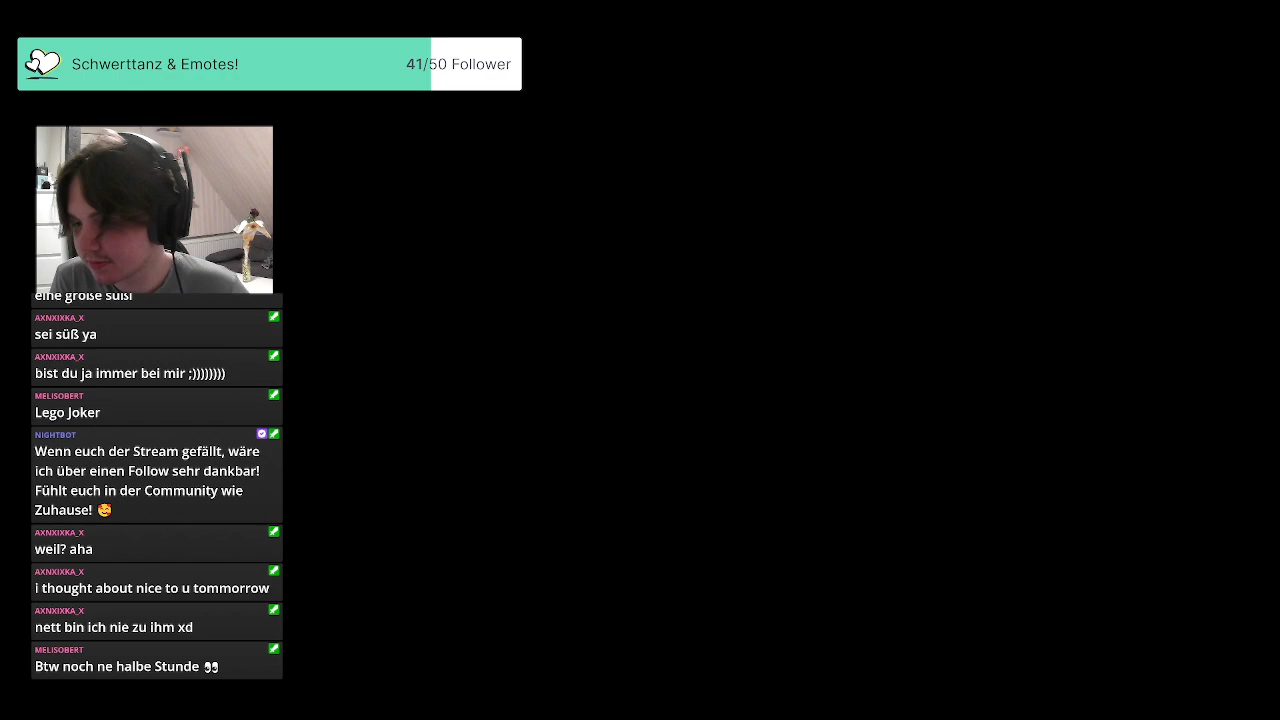 Schwerttanz & Emotes!
41/50 Follower
eine große süßi
AXNXIXKA_X
sei süß ya
AXNXIXKA_X
bist du ja immer bei mir ;))))))))
MELISOBERT
Lego Joker
NIGHTBOT
Wenn euch der Stream gefällt, wäre
ich über einen Follow sehr dankbar!
Fühlt euch in der Community wie
Zuhause! 🥰
AXNXIXKA_X
weil? aha
AXNXIXKA_X
i thought about nice to u tommorrow
AXNXIXKA_X
nett bin ich nie zu ihm xd
MELISOBERT
Btw noch ne halbe Stunde 👀